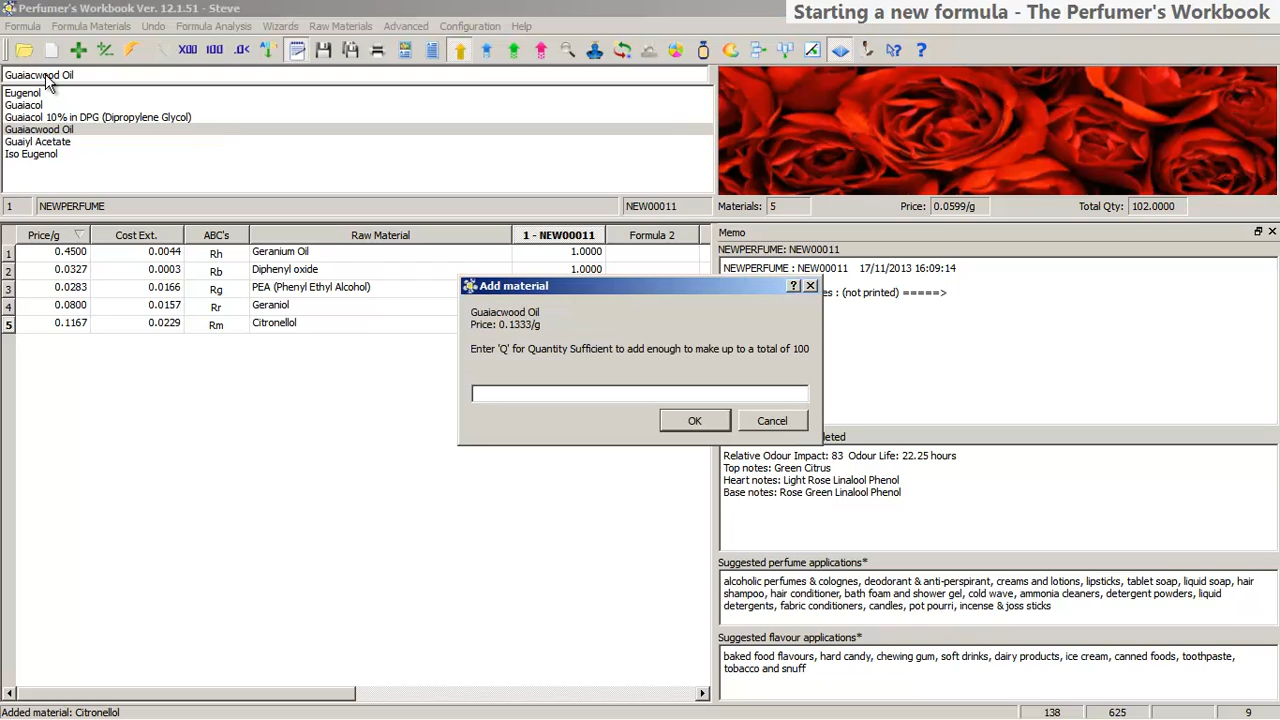 Perfumer's Workbook Ver. 12.1.51 - Steve
Starting a new formula - The Perfumer's Workbook
Formula Formula Materials Undo Formula Analysis Wizards Raw Materials Advanced Configuration Help
X00 100 .0<
Guaiacwood Oil
Eugenol
Guaiacol
Guaiacol 10% in DPG (Dipropylene Glycol)
Guaiacwood Oil
Guaiyl Acetate
Iso Eugenol
1 NEWPERFUME NEW00011 Materials: 5 Price: 0.0599/g Total Qty: 102.0000
Price/g Cost Ext. ABC's Raw Material 1 - NEW00011 Formula 2
1 0.4500 0.0044 Rh Geranium Oil 1.0000
2 0.0327 0.0003 Rb Diphenyl oxide 1.0000
3 0.0283 0.0166 Rg PEA (Phenyl Ethyl Alcohol)
4 0.0800 0.0157 Rr Geraniol
5 0.1167 0.0229 Rm Citronellol
Add material
Guaiacwood Oil
Price: 0.1333/g
Enter 'Q' for Quantity Sufficient to add enough to make up to a total of 100
OK Cancel
Memo
NEWPERFUME: NEW00011
NEWPERFUME : NEW00011 17/11/2013 16:09:14
: (not printed) =====>
Relative Odour Impact: 83 Odour Life: 22.25 hours
Top notes: Green Citrus
Heart notes: Light Rose Linalool Phenol
Base notes: Rose Green Linalool Phenol
Suggested perfume applications*
alcoholic perfumes & colognes, deodorant & anti-perspirant, creams and lotions, lipsticks, tablet soap, liquid soap, hair
shampoo, hair conditioner, bath foam and shower gel, cold wave, ammonia cleaners, detergent powders, liquid
detergents, fabric conditioners, candles, pot pourri, incense & joss sticks
Suggested flavour applications*
baked food flavours, hard candy, chewing gum, soft drinks, dairy products, ice cream, canned foods, toothpaste,
tobacco and snuff
Added material: Citronellol 138 625 9